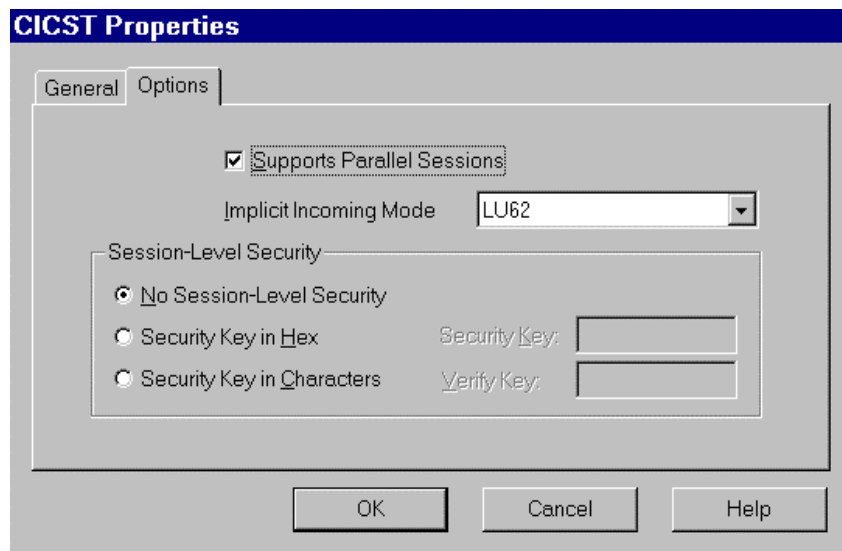 CICST Properties
General Options
Supports Parallel Sessions
Implicit Incoming Mode LU62
Session-Level Security
No Session-Level Security
Security Key in Hex Security Key:
Security Key in Characters Verify Key:
OK Cancel Help